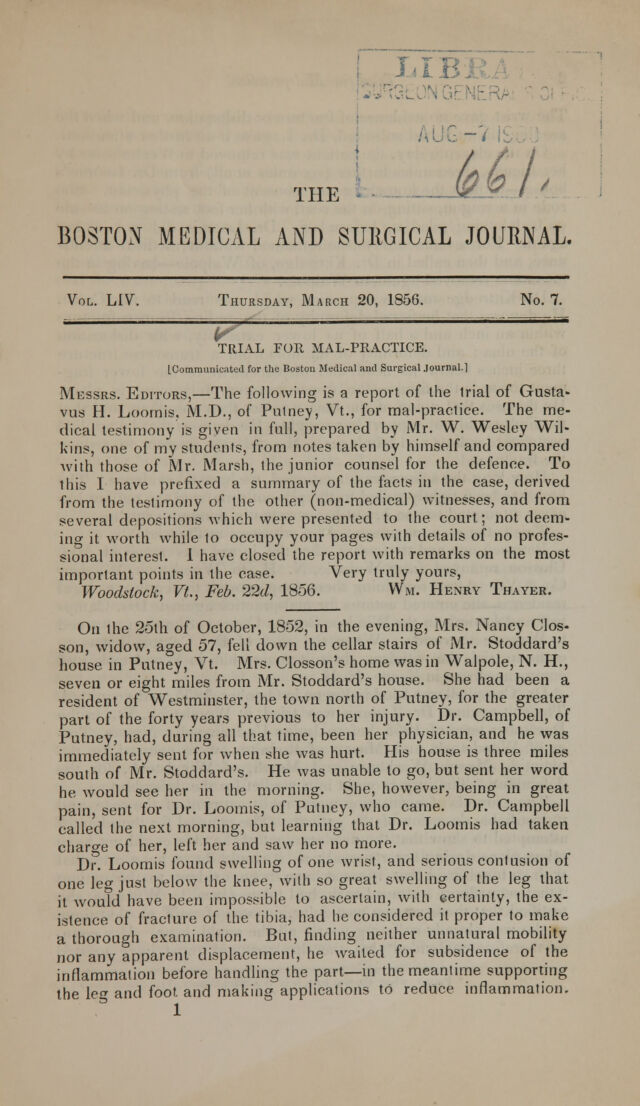 LIBRA
SURGEON GENERAL'S OFFICE
AUG-7
661.
THE
BOSTON MEDICAL AND SURGICAL JOURNAL.
Vol. LIV. Thursday, March 20, 1856. No. 7.
TRIAL FOR MAL-PRACTICE.
[Communicated for the Boston Medical and Surgical Journal.]
Messrs. Editors,—The following is a report of the trial of Gusta-
vus H. Loomis, M.D., of Putney, Vt., for mal-practice. The me-
dical testimony is given in full, prepared by Mr. W. Wesley Wil-
kins, one of my students, from notes taken by himself and compared
with those of Mr. Marsh, the junior counsel for the defence. To
this I have prefixed a summary of the facts in the case, derived
from the testimony of the other (non-medical) witnesses, and from
several depositions which were presented to the court; not deem-
ing it worth while to occupy your pages with details of no profes-
sional interest. I have closed the report with remarks on the most
important points in the case. Very truly yours,
Woodstock, Vt., Feb. 22d, 1856. Wm. Henry Thayer.
On the 25th of October, 1852, in the evening, Mrs. Nancy Clos-
son, widow, aged 57, fell down the cellar stairs of Mr. Stoddard's
house in Putney, Vt. Mrs. Closson's home was in Walpole, N. H.,
seven or eight miles from Mr. Stoddard's house. She had been a
resident of Westminster, the town north of Putney, for the greater
part of the forty years previous to her injury. Dr. Campbell, of
Putney, had, during all that time, been her physician, and he was
immediately sent for when she was hurt. His house is three miles
south of Mr. Stoddard's. He was unable to go, but sent her word
he would see her in the morning. She, however, being in great
pain, sent for Dr. Loomis, of Putney, who came. Dr. Campbell
called the next morning, but learning that Dr. Loomis had taken
charge of her, left her and saw her no more.
Dr. Loomis found swelling of one wrist, and serious contusion of
one leg just below the knee, with so great swelling of the leg that
it would have been impossible to ascertain, with certainty, the ex-
istence of fracture of the tibia, had he considered it proper to make
a thorough examination. But, finding neither unnatural mobility
nor any apparent displacement, he waited for subsidence of the
inflammation before handling the part—in the meantime supporting
the leg and foot and making applications to reduce inflammation.
1